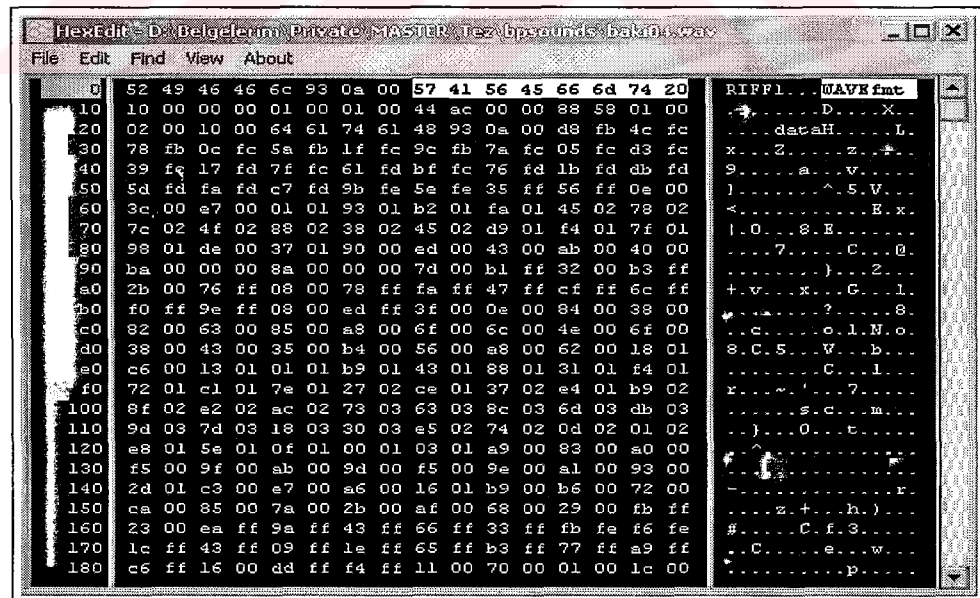 HexEdit - D:\Belgelerim\Private\MASTER\Tez\bpsounds\baki04.wav
File Edit Find View About
0 52 49 46 46 6c 93 0a 00 57 41 56 45 66 6d 74 20 RIFFl...WAVEfmt
10 10 00 00 00 01 00 01 00 44 ac 00 00 88 58 01 00 ........D....X..
20 02 00 10 00 64 61 74 61 48 93 0a 00 d8 fb 4c fc ....dataH.....L.
30 78 fb 0c fc 5a fb 1f fc 9c fb 7a fc 05 fc d3 fc x...Z.....z.....
40 39 fc 17 fd 7f fc 61 fd bf fc 76 fd 1b fd db fd 9.....a...v.....
50 5d fd fa fd c7 fd 9b fe 5e fe 35 ff 56 ff 0e 00 ].......^.5.V...
60 3c 00 e7 00 01 01 93 01 b2 01 fa 01 45 02 78 02 <...........E.x.
70 7c 02 4f 02 88 02 38 02 45 02 d9 01 f4 01 7f 01 |.O...8.E.......
80 98 01 de 00 37 01 90 00 ed 00 43 00 ab 00 40 00 ....7.....C...@.
90 ba 00 00 00 8a 00 00 00 7d 00 b1 ff 32 00 b3 ff ........}...2...
a0 2b 00 76 ff 08 00 78 ff fa ff 47 ff cf ff 6c ff +.v...x...G...l.
b0 f0 ff 9e ff 08 00 ed ff 3f 00 0e 00 84 00 38 00 ........?.....8.
c0 82 00 63 00 85 00 a8 00 6f 00 6c 00 4e 00 6f 00 ..c.....o.l.N.o.
d0 38 00 43 00 35 00 b4 00 56 00 a8 00 62 00 18 01 8.C.5...V...b...
e0 c6 00 13 01 01 01 b9 01 43 01 88 01 31 01 f4 01 ........C...1...
f0 72 01 c1 01 7e 01 27 02 ce 01 37 02 e4 01 b9 02 r...~.'...7.....
100 8f 02 e2 02 ac 02 73 03 63 03 8c 03 6d 03 db 03 ......s.c...m...
110 9d 03 7d 03 18 03 30 03 e5 02 74 02 0d 02 01 02 ..}...0...t.....
120 e8 01 5e 01 0f 01 00 01 03 01 a9 00 83 00 a0 00 ..^.............
130 f5 00 9f 00 ab 00 9d 00 f5 00 9e 00 a1 00 93 00 ................
140 2d 01 c3 00 e7 00 a6 00 16 01 b9 00 b6 00 72 00 -.............r.
150 ca 00 85 00 7a 00 2b 00 af 00 68 00 29 00 fb ff ....z.+...h.)...
160 23 00 ea ff 9a ff 43 ff 66 ff 33 ff fb fe f6 fe #.....C.f.3.....
170 1c ff 43 ff 09 ff 1e ff 65 ff b3 ff 77 ff a9 ff ..C.....e...w...
180 c6 ff 16 00 dd ff f4 ff 11 00 70 00 01 00 1c 00 ..........p.....